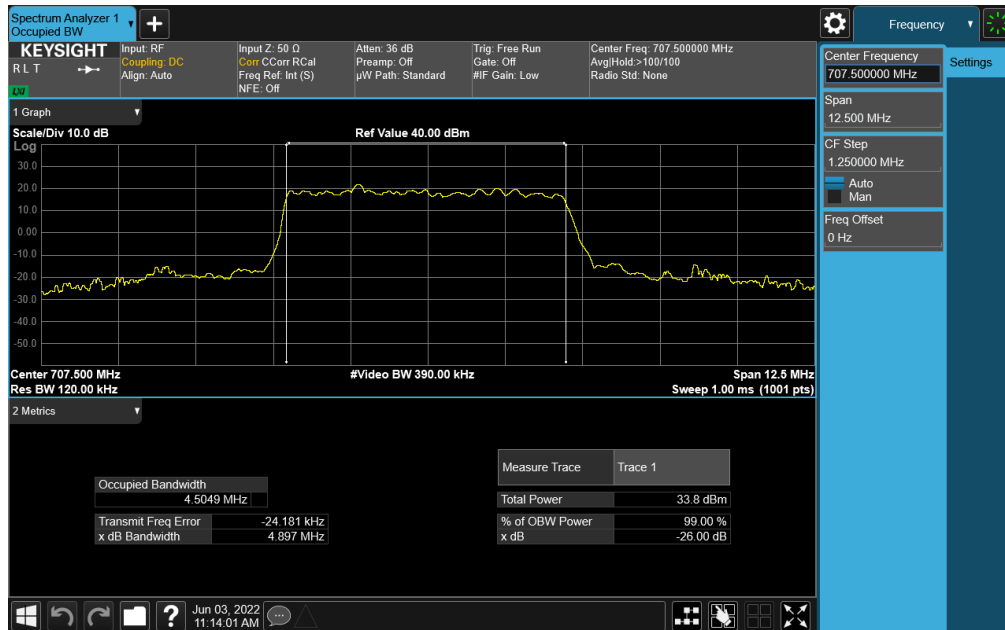 Spectrum Analyzer 1
Occupied BW
Frequency
KEYSIGHT
RLT
LXI
Input: RF
Coupling: DC
Align: Auto
Input Z: 50 Ω
Corr CCorr RCal
Freq Ref: Int (S)
NFE: Off
Atten: 36 dB
Preamp: Off
µW Path: Standard
Trig: Free Run
Gate: Off
#IF Gain: Low
Center Freq: 707.500000 MHz
Avg|Hold:>100/100
Radio Std: None
Center Frequency
707.500000 MHz
Settings
Span
12.500 MHz
CF Step
1.250000 MHz
Auto
Man
Freq Offset
0 Hz
1 Graph
Scale/Div 10.0 dB
Ref Value 40.00 dBm
Log
30.0
20.0
10.0
0.00
-10.0
-20.0
-30.0
-40.0
-50.0
Center 707.500 MHz
#Video BW 390.00 kHz
Span 12.5 MHz
Res BW 120.00 kHz
Sweep 1.00 ms (1001 pts)
2 Metrics
Occupied Bandwidth
4.5049 MHz
Transmit Freq Error -24.181 kHz
x dB Bandwidth 4.897 MHz
Measure Trace Trace 1
Total Power 33.8 dBm
% of OBW Power 99.00 %
x dB -26.00 dB
Jun 03, 2022
11:14:01 AM